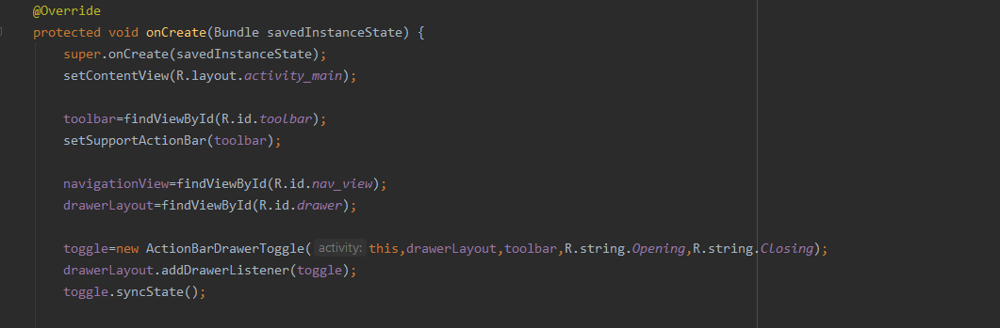 @Override
protected void onCreate(Bundle savedInstanceState) {
super.onCreate(savedInstanceState);
setContentView(R.layout.activity_main);
toolbar=findViewById(R.id.toolbar);
setSupportActionBar(toolbar);
navigationView=findViewById(R.id.nav_view);
drawerLayout=findViewById(R.id.drawer);
toggle=new ActionBarDrawerToggle( activity: this,drawerLayout,toolbar,R.string.Opening,R.string.Closing);
drawerLayout.addDrawerListener(toggle);
toggle.syncState();